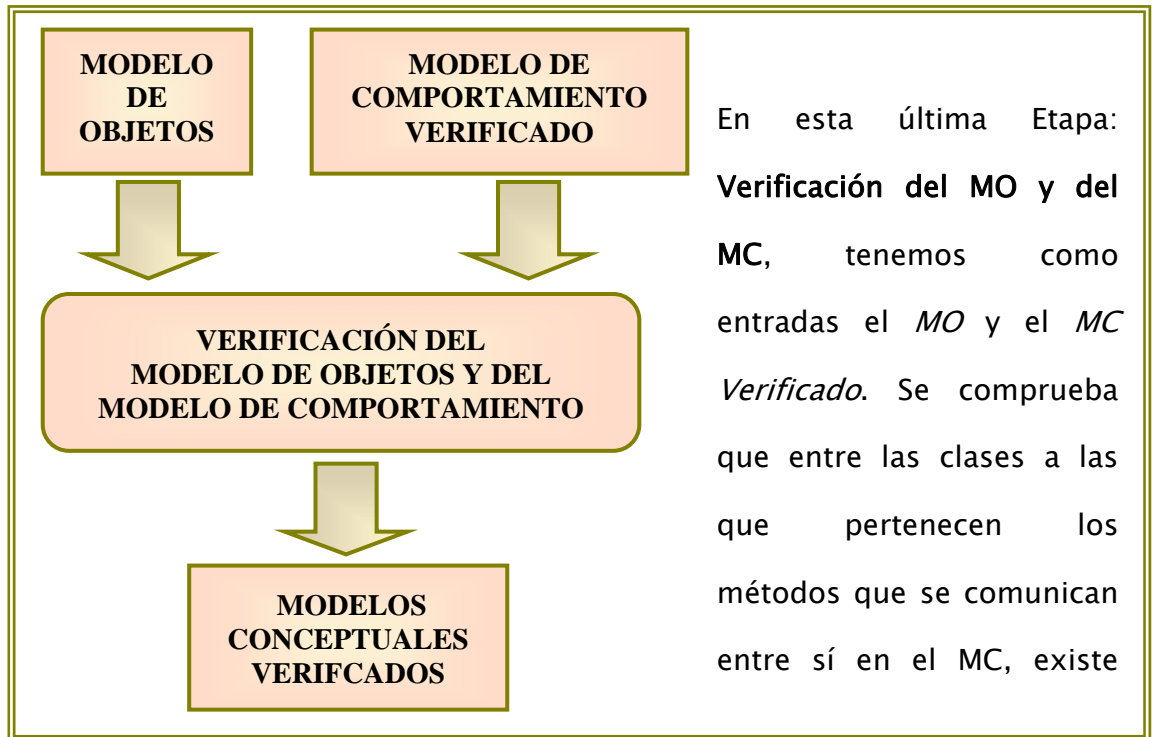 MODELO
DE
OBJETOS
MODELO DE
COMPORTAMIENTO
VERIFICADO
VERIFICACIÓN DEL
MODELO DE OBJETOS Y DEL
MODELO DE COMPORTAMIENTO
MODELOS
CONCEPTUALES
VERIFCADOS
En esta última Etapa:
Verificación del MO y del
MC, tenemos como
entradas el MO y el MC
Verificado. Se comprueba
que entre las clases a las
que pertenecen los
métodos que se comunican
entre sí en el MC, existe